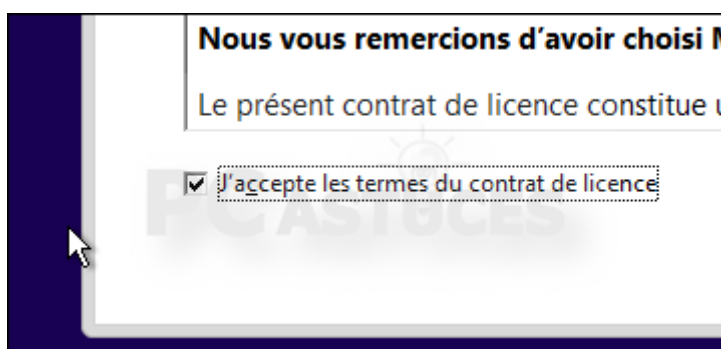 Nous vous remercions d’avoir choisi
Le présent contrat de licence constitue
J'accepte les termes du contrat de licence
PC ASTUCES